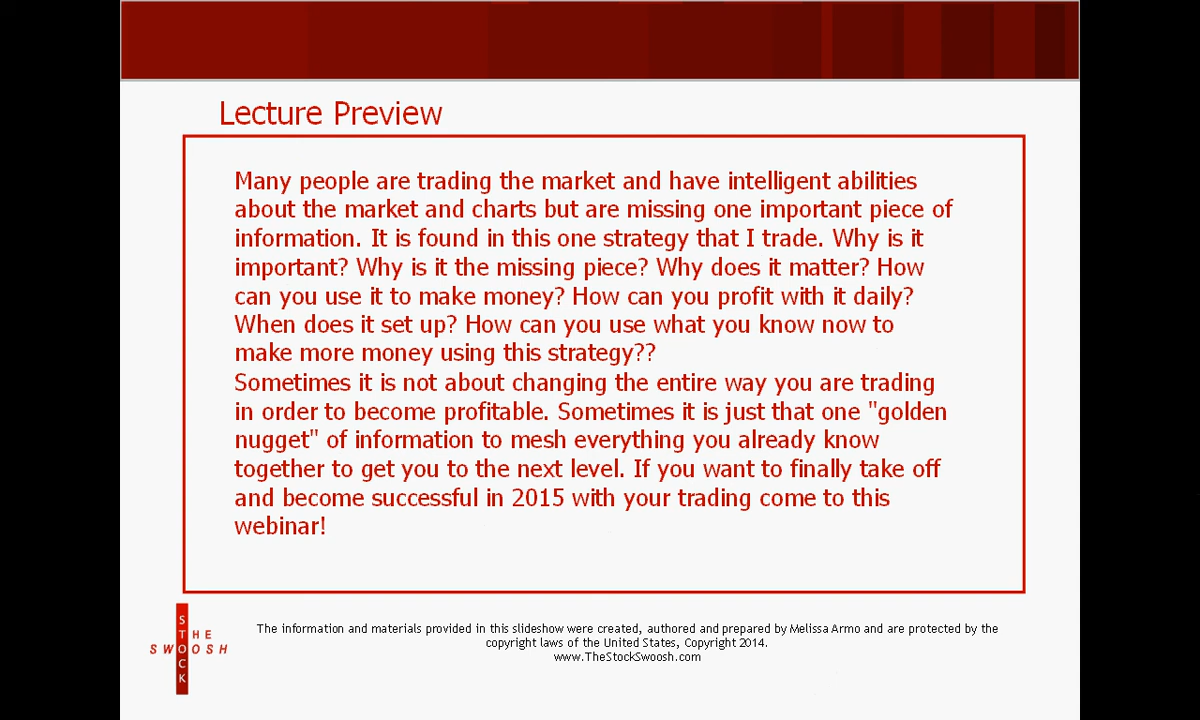 Lecture Preview
Many people are trading the market and have intelligent abilities
about the market and charts but are missing one important piece of
information. It is found in this one strategy that I trade. Why is it
important? Why is it the missing piece? Why does it matter? How
can you use it to make money? How can you profit with it daily?
When does it set up? How can you use what you know now to
make more money using this strategy??
Sometimes it is not about changing the entire way you are trading
in order to become profitable. Sometimes it is just that one "golden
nugget" of information to mesh everything you already know
together to get you to the next level. If you want to finally take off
and become successful in 2015 with your trading come to this
webinar!
THE
STOCK
SWOOSH
The information and materials provided in this slideshow were created, authored and prepared by Melissa Armo and are protected by the
copyright laws of the United States, Copyright 2014.
www.TheStockSwoosh.com